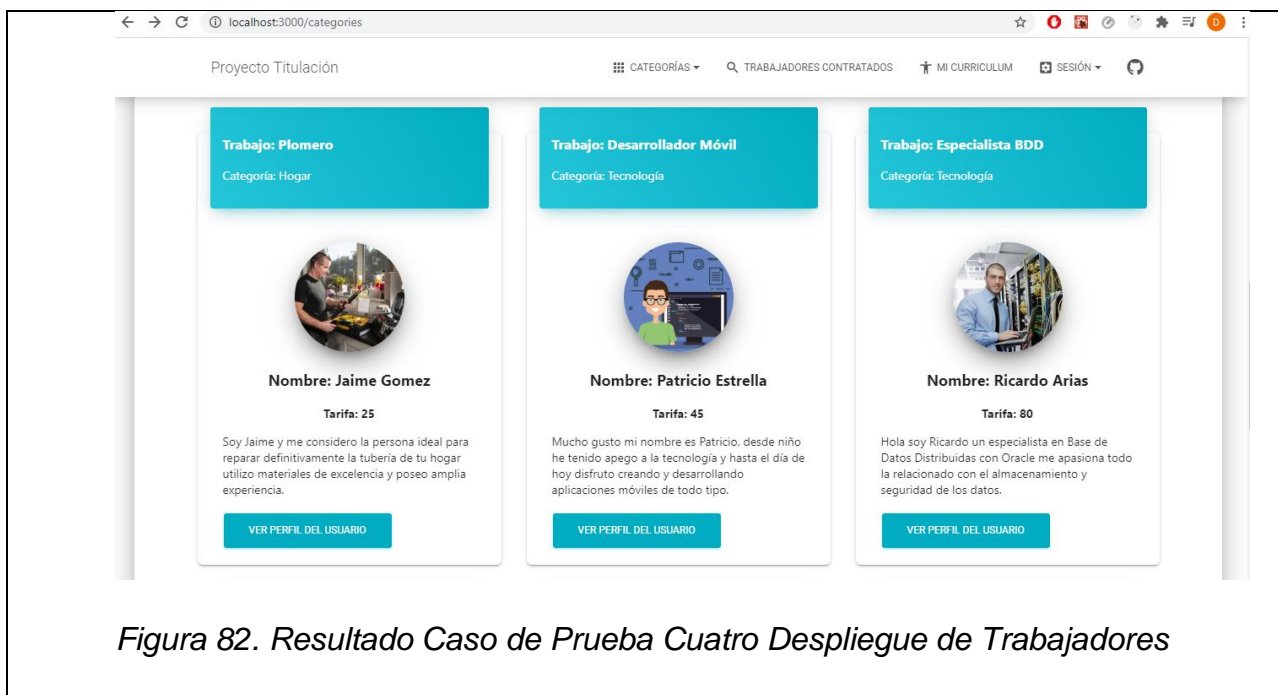 localhost:3000/categories
D
Proyecto Titulación
CATEGORÍAS
TRABAJADORES CONTRATADOS
MI CURRICULUM
SESIÓN
Trabajo: Plomero
Categoría: Hogar
Nombre: Jaime Gomez
Tarifa: 25
Soy Jaime y me considero la persona ideal para
reparar definitivamente la tubería de tu hogar
utilizo materiales de excelencia y poseo amplia
experiencia.
VER PERFIL DEL USUARIO
Trabajo: Desarrollador Móvil
Categoría: Tecnología
Nombre: Patricio Estrella
Tarifa: 45
Mucho gusto mi nombre es Patricio, desde niño
he tenido apego a la tecnología y hasta el día de
hoy disfruto creando y desarrollando
aplicaciones móviles de todo tipo.
VER PERFIL DEL USUARIO
Trabajo: Especialista BDD
Categoría: Tecnología
Nombre: Ricardo Arias
Tarifa: 80
Hola soy Ricardo un especialista en Base de
Datos Distribuidas con Oracle me apasiona todo
la relacionado con el almacenamiento y
seguridad de los datos.
VER PERFIL DEL USUARIO
Figura 82. Resultado Caso de Prueba Cuatro Despliegue de Trabajadores